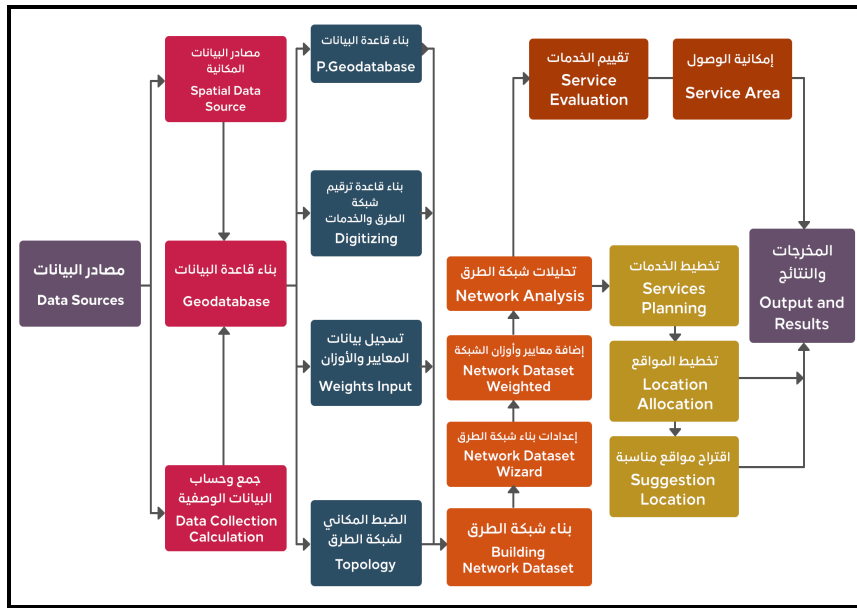 مصادر البيانات
Data Sources
مصادر البيانات
المكانية
Spatial Data
Source
بناء قاعدة البيانات
Geodatabase
جمع وحساب
البيانات الوصفية
Data Collection
Calculation
بناء قاعدة البيانات
P.Geodatabase
بناء قاعدة ترقيم
شبكة
الطرق والخدمات
Digitizing
تسجيل بيانات
المعايير والأوزان
Weights Input
الضبط المكاني
لشبكة الطرق
Topology
بناء شبكة الطرق
Building
Network Dataset
إعدادات بناء شبكة الطرق
Network Dataset
Wizard
إضافة معايير وأوزان الشبكة
Network Dataset
Weighted
تحليلات شبكة الطرق
Network Analysis
تقييم الخدمات
Service
Evaluation
إمكانية الوصول
Service Area
تخطيط الخدمات
Services
Planning
تخطيط المواقع
Location
Allocation
اقتراح مواقع مناسبة
Suggestion
Location
المخرجات
والنتائج
Output and
Results